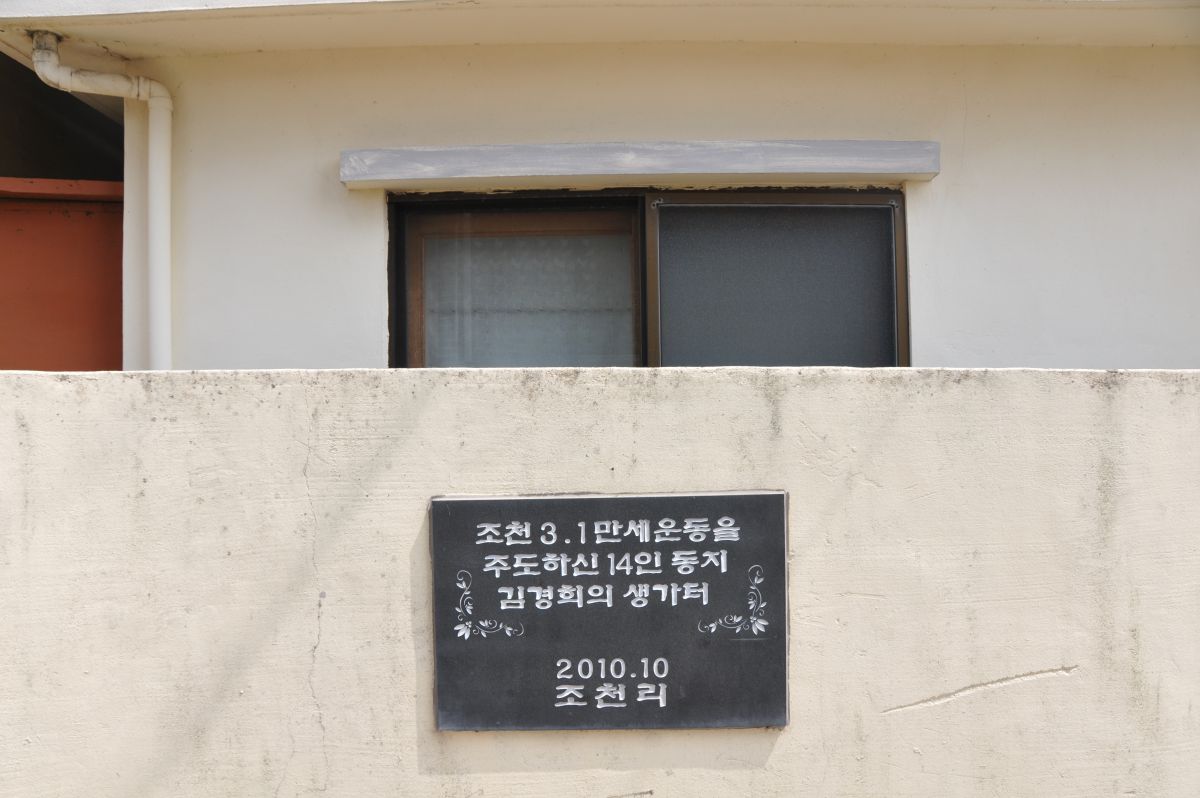 조천 3.1만세운동을
주도하신 14인 동지
김경희의 생가터
2010.10
조천리